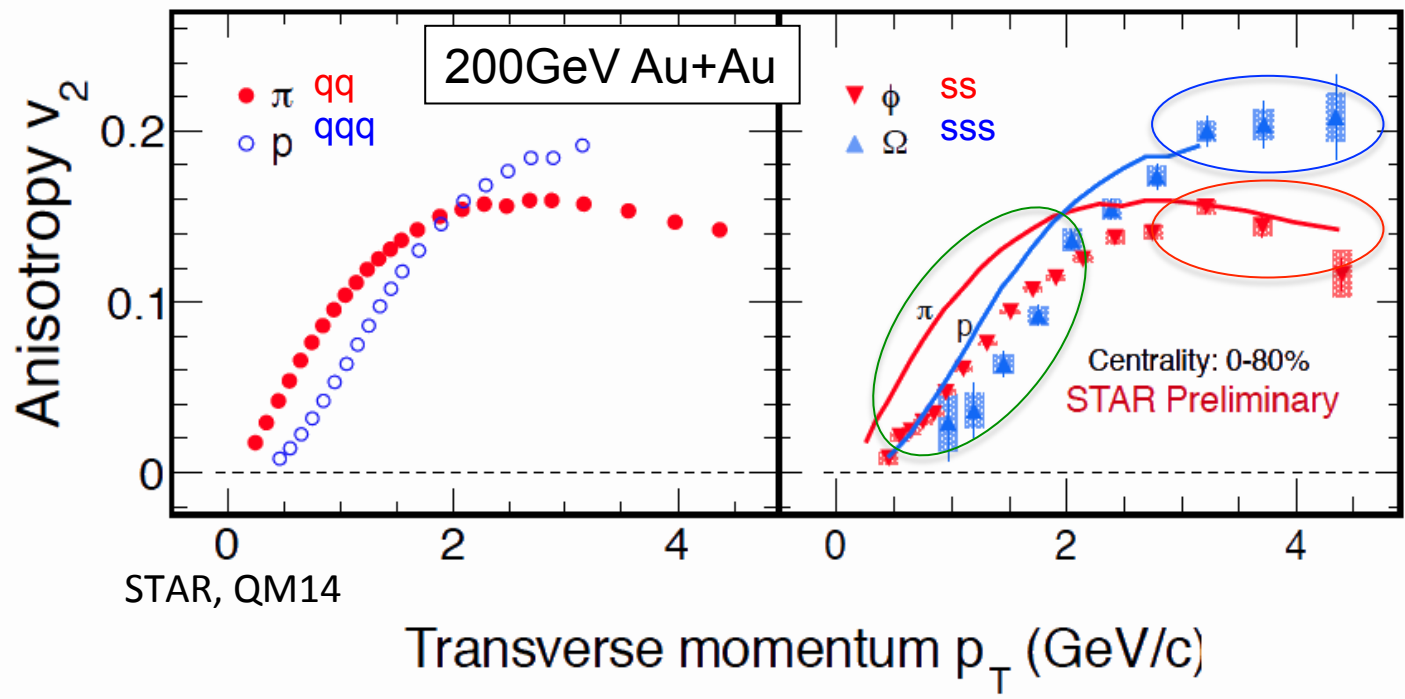 200GeV Au+Au
π qq
p qqq
ϕ ss
Ω sss
Anisotropy v2
0.2
0.1
0
π
p
Centrality: 0-80%
STAR Preliminary
0 2 4
0 2 4
STAR, QM14
Transverse momentum pT (GeV/c)